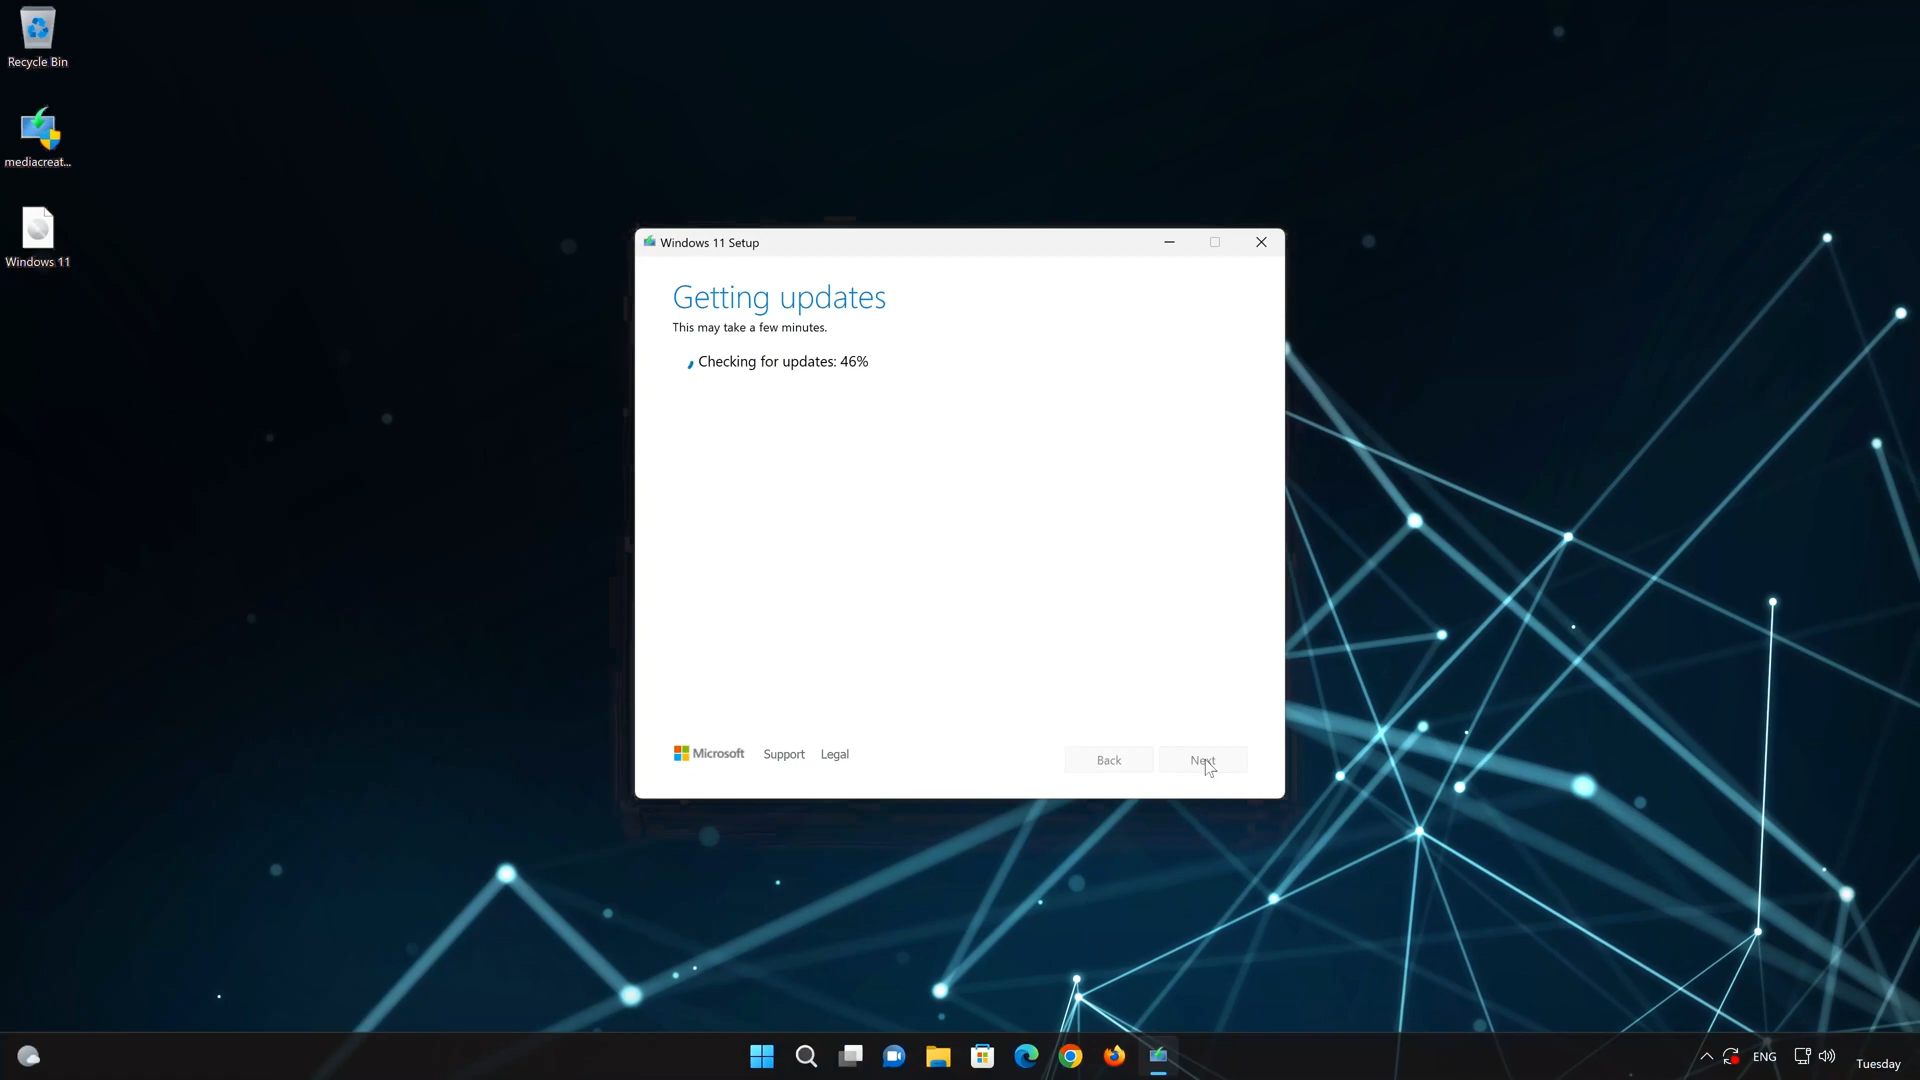 Recycle Bin
mediacreat...
Windows 11
Windows 11 Setup
Getting updates
This may take a few minutes.
Checking for updates: 46%
Microsoft
Support
Legal
Back
Next
ENG
Tuesday